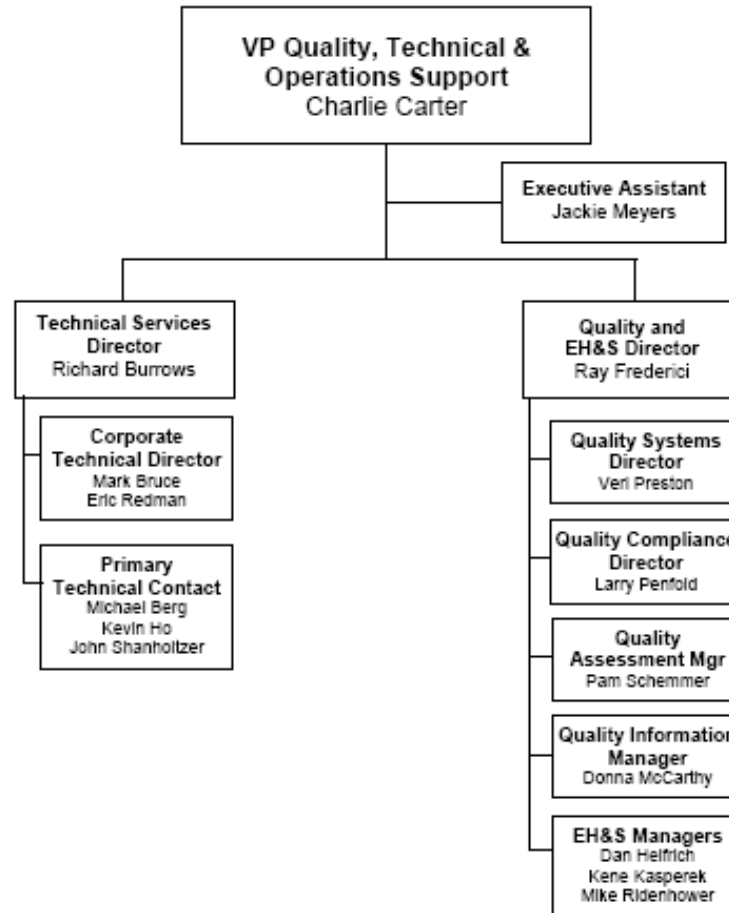 VP Quality, Technical &
Operations Support
Charlie Carter
Executive Assistant
Jackie Meyers
Technical Services
Director
Richard Burrows
Corporate
Technical Director
Mark Bruce
Eric Redman
Primary
Technical Contact
Michael Berg
Kevin Ho
John Shanholtzer
Quality and
EH&S Director
Ray Frederici
Quality Systems
Director
Verl Preston
Quality Compliance
Director
Larry Penfold
Quality
Assessment Mgr
Pam Schemmer
Quality Information
Manager
Donna McCarthy
EH&S Managers
Dan Helfrich
Kene Kasperek
Mike Ridenhower